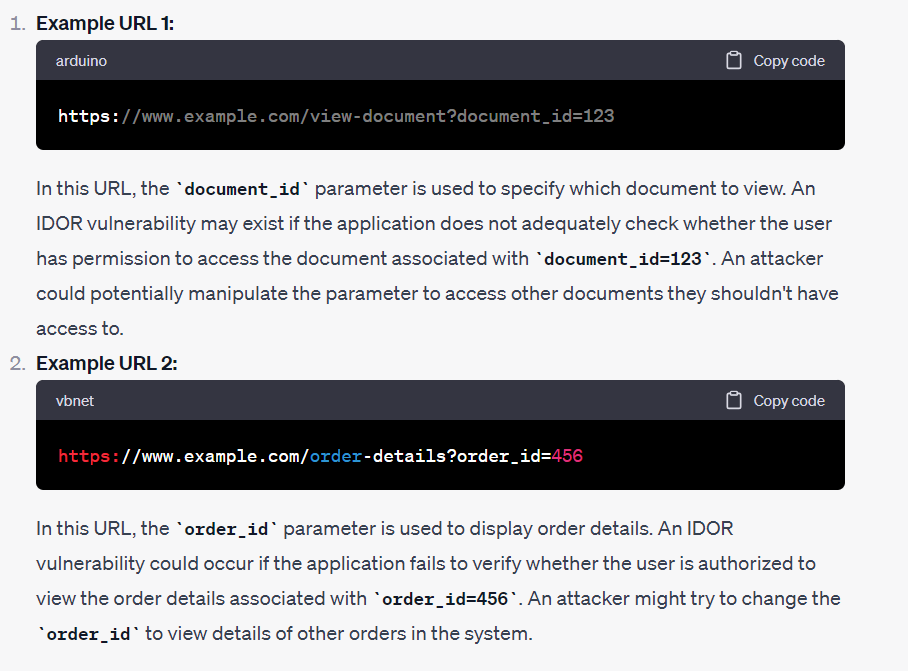 1. Example URL 1:
arduino Copy code
https://www.example.com/view-document?document_id=123
In this URL, the `document_id` parameter is used to specify which document to view. An
IDOR vulnerability may exist if the application does not adequately check whether the user
has permission to access the document associated with `document_id=123`. An attacker
could potentially manipulate the parameter to access other documents they shouldn't have
access to.
2. Example URL 2:
vbnet Copy code
https://www.example.com/order-details?order_id=456
In this URL, the `order_id` parameter is used to display order details. An IDOR
vulnerability could occur if the application fails to verify whether the user is authorized to
view the order details associated with `order_id=456`. An attacker might try to change the
`order_id` to view details of other orders in the system.